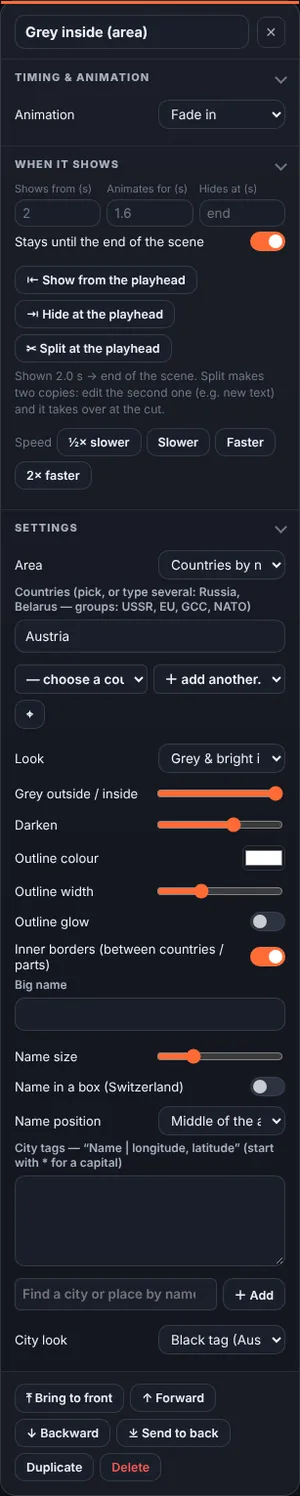 Grey inside (area) ✕
TIMING & ANIMATION
Animation Fade in
WHEN IT SHOWS
Shows from (s) Animates for (s) Hides at (s)
2 1.6 end
Stays until the end of the scene
⇤ Show from the playhead
⇥ Hide at the playhead
✂ Split at the playhead
Shown 2.0 s → end of the scene. Split makes
two copies: edit the second one (e.g. new text)
and it takes over at the cut.
Speed ½× slower Slower Faster
2× faster
SETTINGS
Area Countries by n
Countries (pick, or type several: Russia,
Belarus — groups: USSR, EU, GCC, NATO)
Austria
— choose a cou + add another.
⌖
Look Grey & bright i
Grey outside / inside
Darken
Outline colour
Outline width
Outline glow
Inner borders (between countries /
parts)
Big name
Name size
Name in a box (Switzerland)
Name position Middle of the a
City tags — “Name | longitude, latitude” (start
with * for a capital)
Find a city or place by name + Add
City look Black tag (Aus
⤒ Bring to front ↑ Forward
↓ Backward ⤓ Send to back
Duplicate Delete